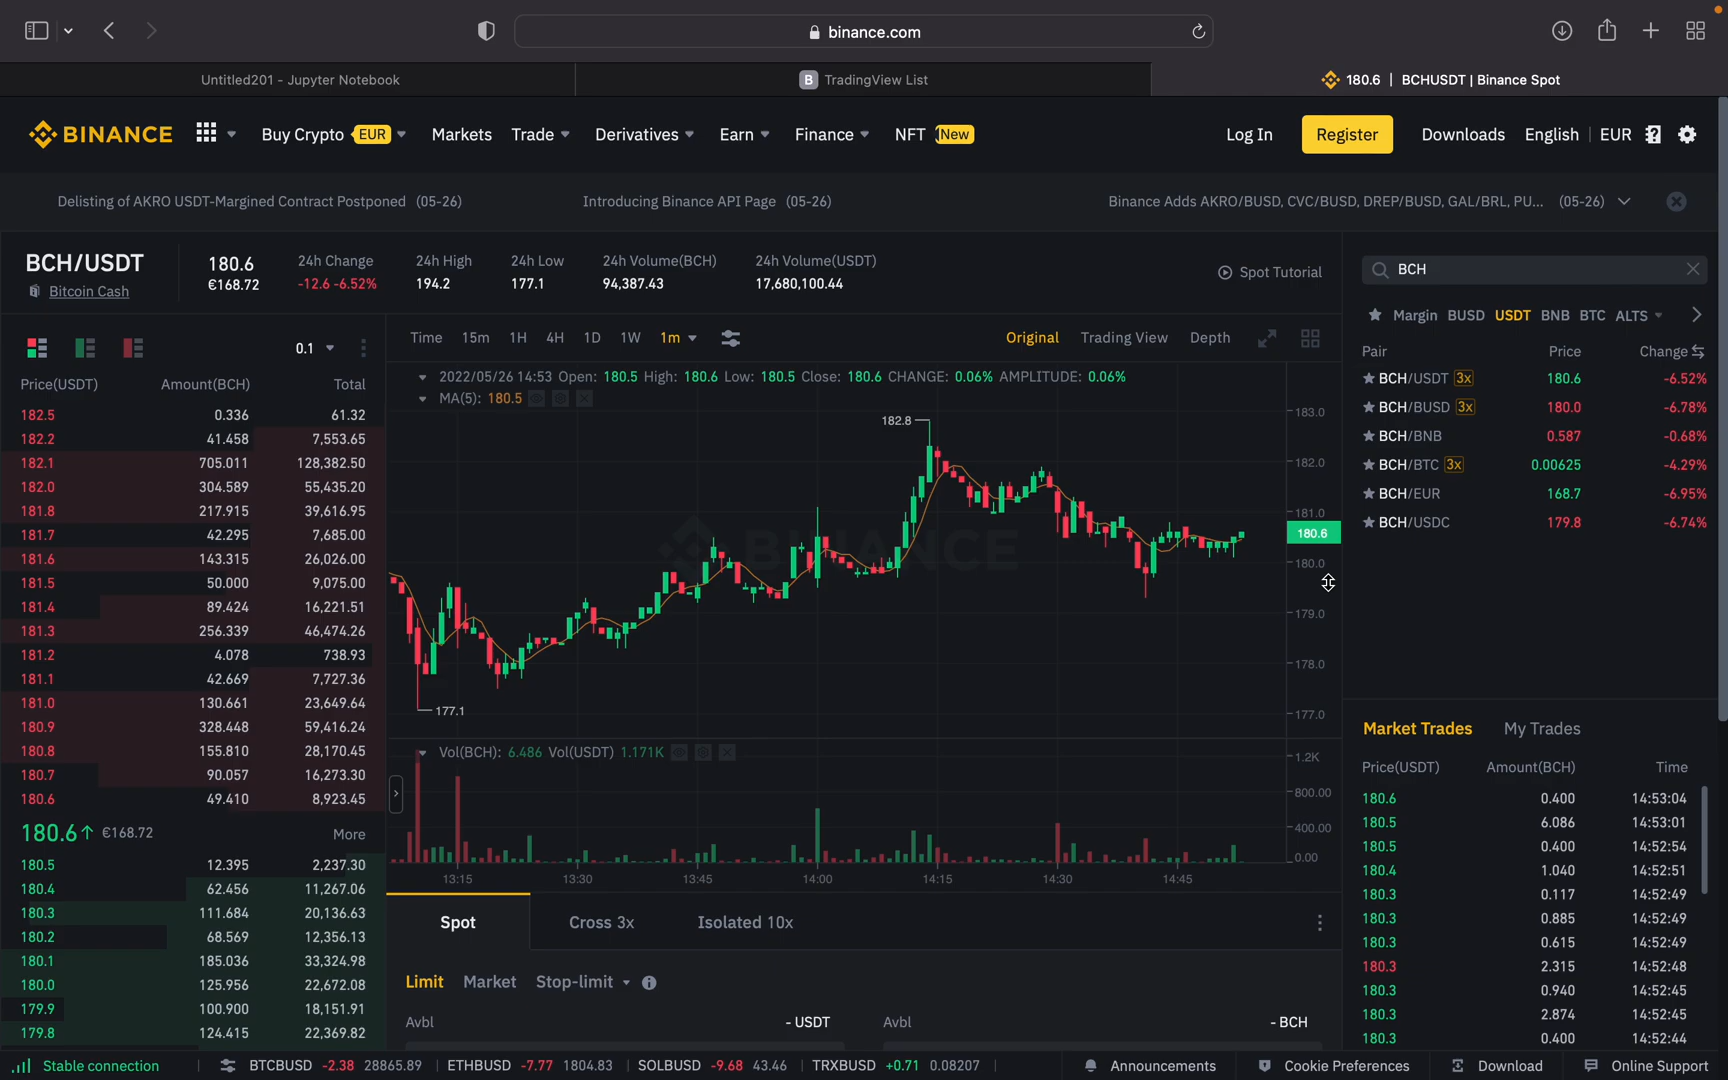 binance.com
Untitled201 - Jupyter Notebook
B TradingView List
180.6 | BCHUSDT | Binance Spot
BINANCE
Buy Crypto EUR
Markets
Trade
Derivatives
Earn
Finance
NFT New
Log In
Register
Downloads
English
EUR
Delisting of AKRO USDT-Margined Contract Postponed (05-26)
Introducing Binance API Page (05-26)
Binance Adds AKRO/BUSD, CVC/BUSD, DREP/BUSD, GAL/BRL, PU... (05-26)
BCH/USDT
Bitcoin Cash
180.6
€168.72
24h Change
-12.6 -6.52%
24h High
194.2
24h Low
177.1
24h Volume(BCH)
94,387.43
24h Volume(USDT)
17,680,100.44
Spot Tutorial
0.1
Price(USDT) Amount(BCH) Total
182.5 0.336 61.32
182.2 41.458 7,553.65
182.1 705.011 128,382.50
182.0 304.589 55,435.20
181.8 217.915 39,616.95
181.7 42.295 7,685.00
181.6 143.315 26,026.00
181.5 50.000 9,075.00
181.4 89.424 16,221.51
181.3 256.339 46,474.26
181.2 4.078 738.93
181.1 42.669 7,727.36
181.0 130.661 23,649.64
180.9 328.448 59,416.24
180.8 155.810 28,170.45
180.7 90.057 16,273.30
180.6 49.410 8,923.45
180.6↑ €168.72 More
180.5 12.395 2,237.30
180.4 62.456 11,267.06
180.3 111.684 20,136.63
180.2 68.569 12,356.13
180.1 185.036 33,324.98
180.0 125.956 22,672.08
179.9 100.900 18,151.91
179.8 124.415 22,369.82
Time 15m 1H 4H 1D 1W 1m
Original Trading View Depth
2022/05/26 14:53 Open: 180.5 High: 180.6 Low: 180.5 Close: 180.6 CHANGE: 0.06% AMPLITUDE: 0.06%
MA(5): 180.5
182.8
BINANCE
177.1
183.0
182.0
181.0
180.6
180.0
179.0
178.0
177.0
Vol(BCH): 6.486 Vol(USDT) 1.171K
1.2K
800.00
400.00
0.00
13:15 13:30 13:45 14:00 14:15 14:30 14:45
Spot Cross 3x Isolated 10x
Limit Market Stop-limit
Avbl - USDT
Avbl - BCH
BCH
Margin BUSD USDT BNB BTC ALTS
Pair Price Change
BCH/USDT 3x 180.6 -6.52%
BCH/BUSD 3x 180.0 -6.78%
BCH/BNB 0.587 -0.68%
BCH/BTC 3x 0.00625 -4.29%
BCH/EUR 168.7 -6.95%
BCH/USDC 179.8 -6.74%
Market Trades My Trades
Price(USDT) Amount(BCH) Time
180.6 0.400 14:53:04
180.5 6.086 14:53:01
180.5 0.400 14:52:54
180.4 1.040 14:52:51
180.3 0.117 14:52:49
180.3 0.885 14:52:49
180.3 0.615 14:52:49
180.3 2.315 14:52:48
180.3 0.940 14:52:45
180.3 2.874 14:52:45
180.3 0.400 14:52:44
Stable connection
BTCBUSD -2.38 28865.89
ETHBUSD -7.77 1804.83
SOLBUSD -9.68 43.46
TRXBUSD +0.71 0.08207
Announcements
Cookie Preferences
Download
Online Support